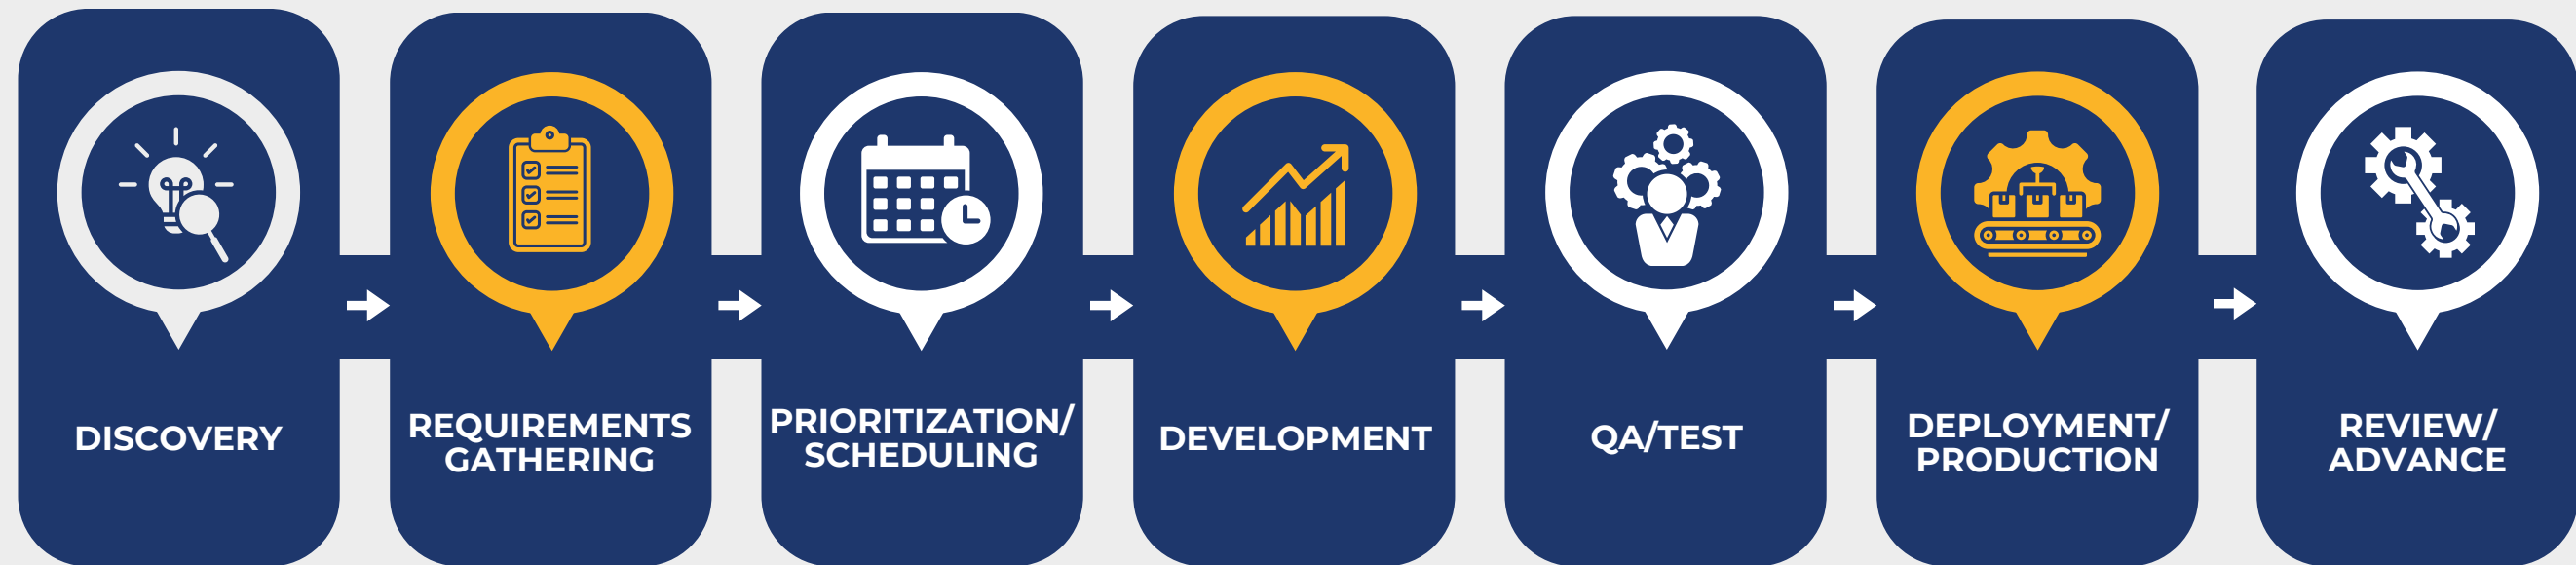 DISCOVERY
REQUIREMENTS
GATHERING
PRIORITIZATION/
SCHEDULING
DEVELOPMENT
QA/TEST
DEPLOYMENT/
PRODUCTION
REVIEW/
ADVANCE